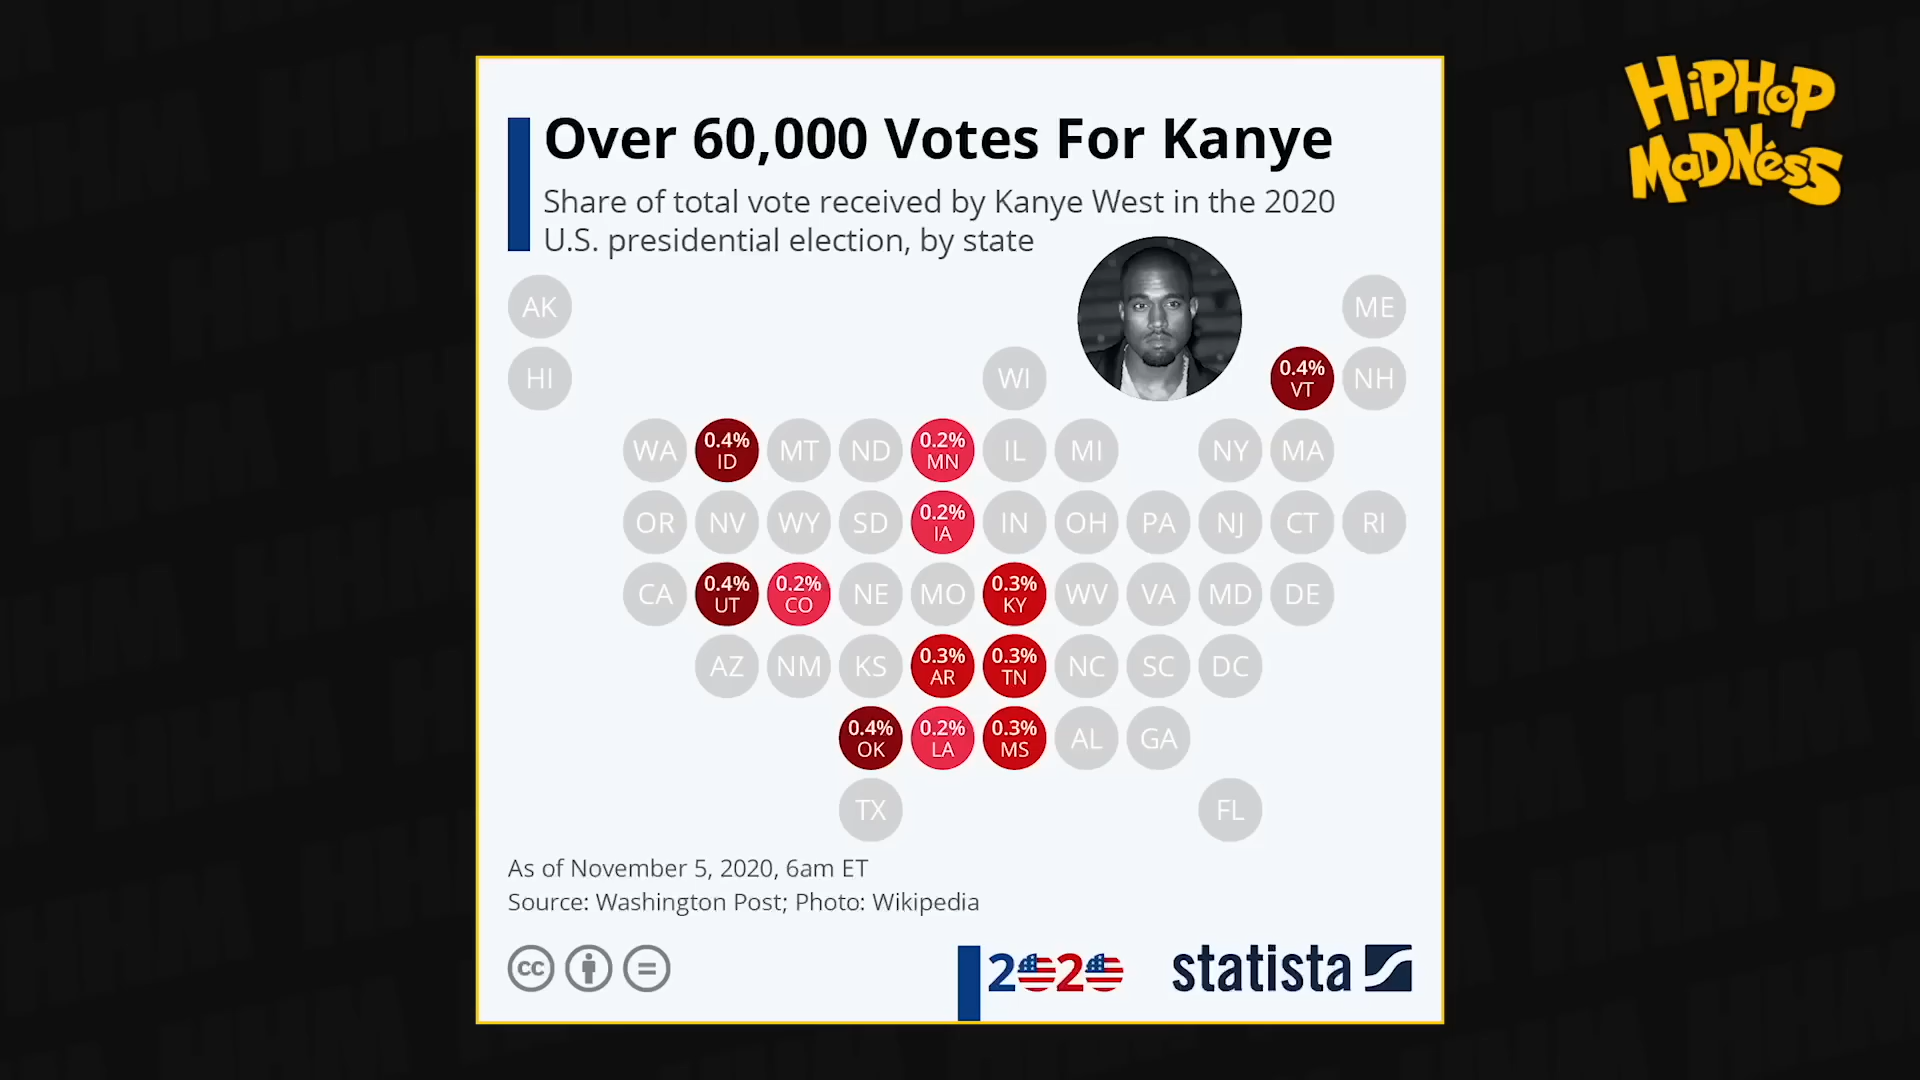 HiPHoP
MaDNéss
Over 60,000 Votes For Kanye
Share of total vote received by Kanye West in the 2020
U.S. presidential election, by state
AK
ME
HI
WI
0.4%
VT
NH
WA
0.4%
ID
MT
ND
0.2%
MN
IL
MI
NY
MA
OR
NV
WY
SD
0.2%
IA
IN
OH
PA
NJ
CT
RI
CA
0.4%
UT
0.2%
CO
NE
MO
0.3%
KY
WV
VA
MD
DE
AZ
NM
KS
0.3%
AR
0.3%
TN
NC
SC
DC
0.4%
OK
0.2%
LA
0.3%
MS
AL
GA
TX
FL
As of November 5, 2020, 6am ET
Source: Washington Post; Photo: Wikipedia
cc
2020
statista